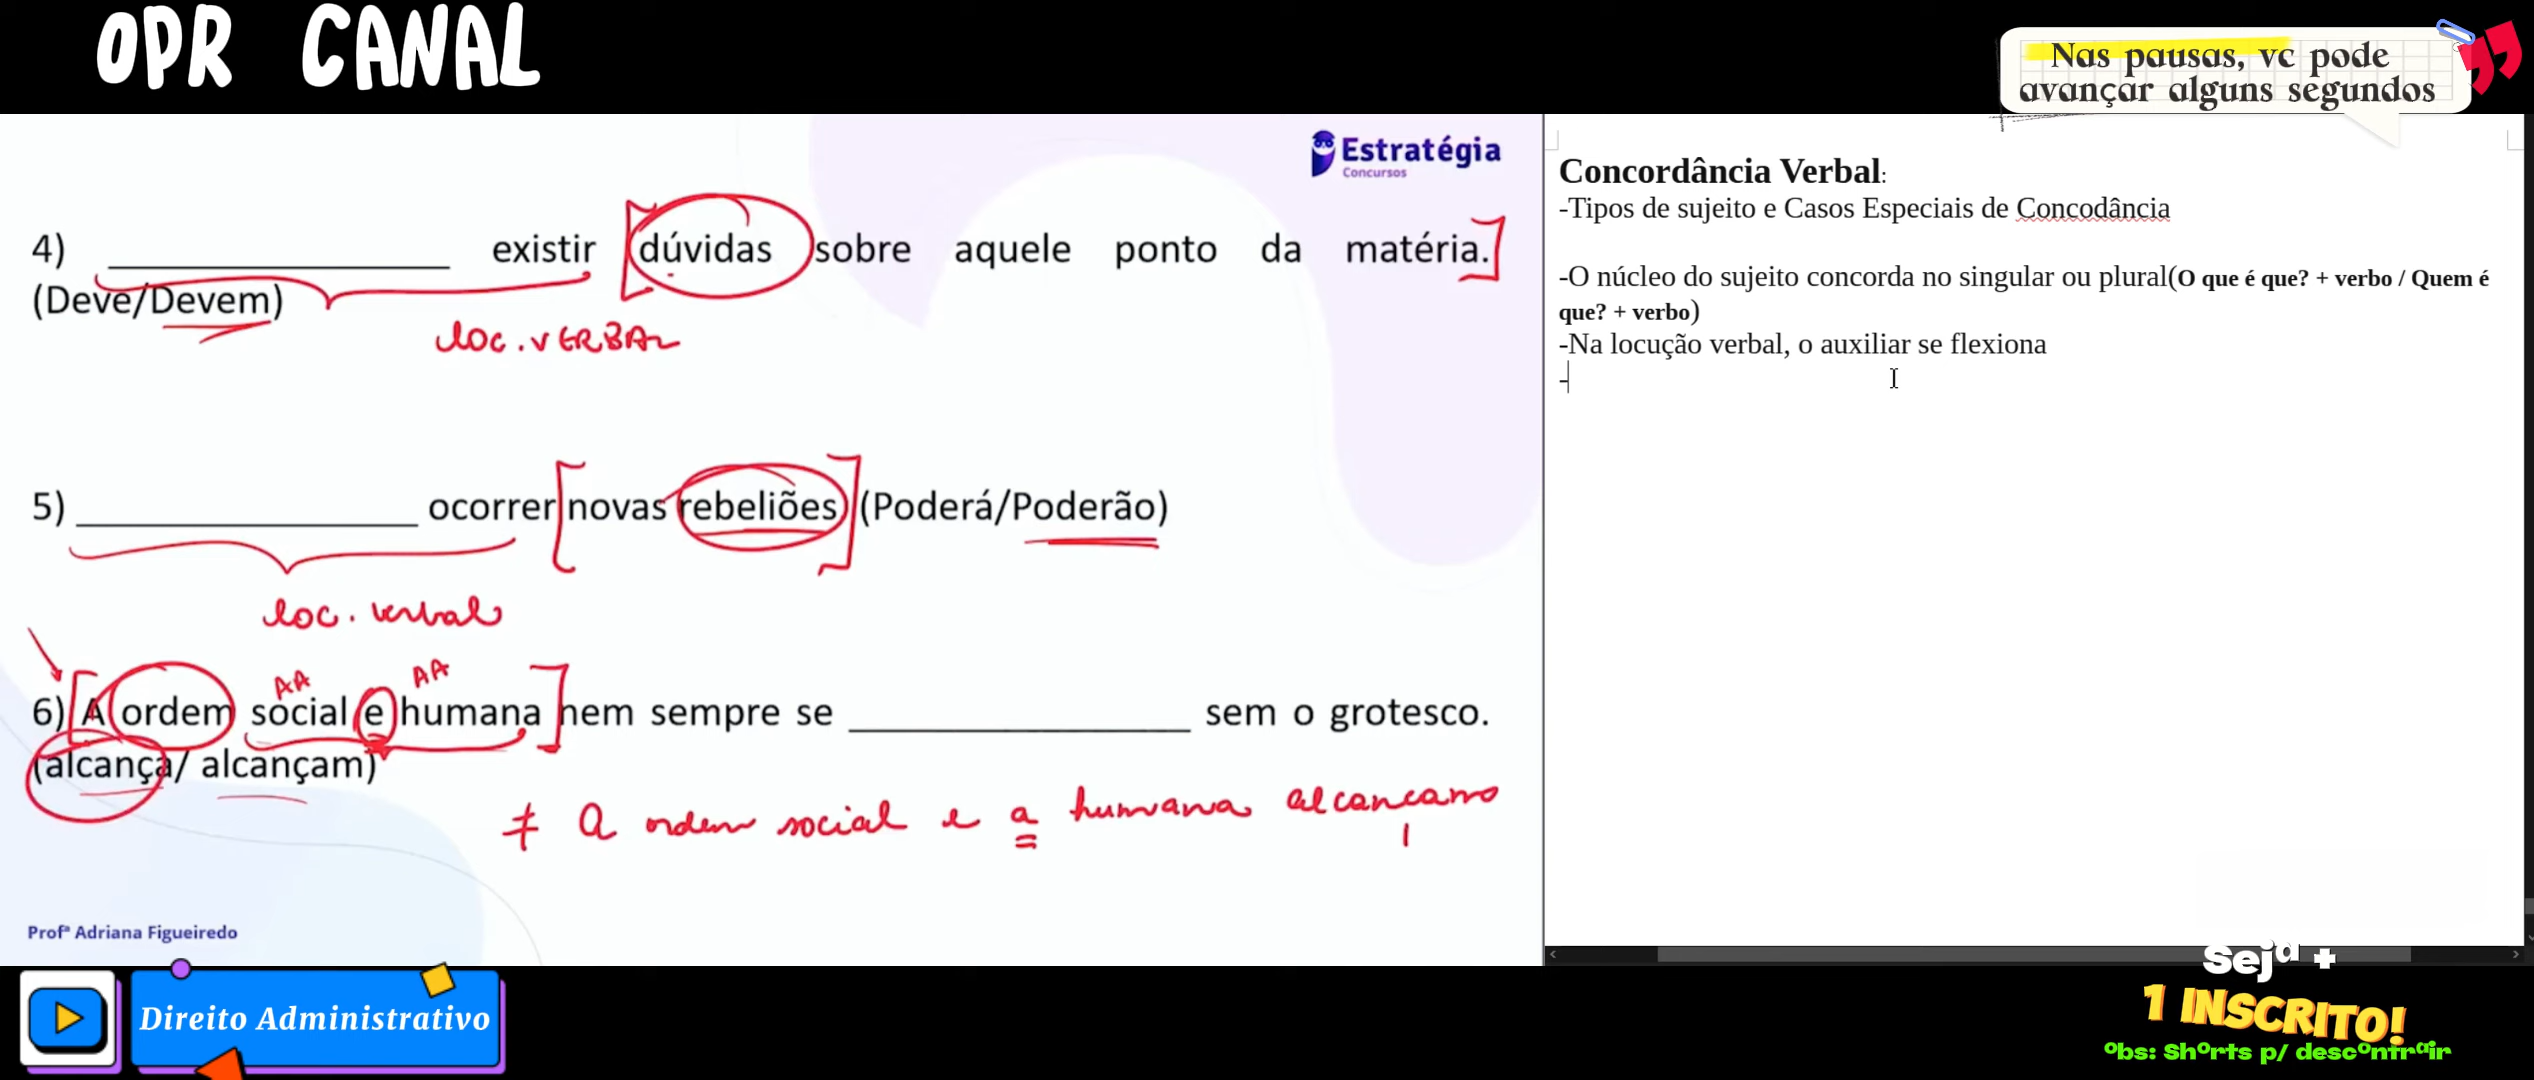 OPR CANAL
Nas pausas, vc pode
avançar alguns segundos
Estratégia
Concursos
4) ________________ existir dúvidas sobre aquele ponto da matéria.
(Deve/Devem)
loc. VERBAL
5) ________________ ocorrer novas rebeliões (Poderá/Poderão)
loc. verbal
AA AA
6) A ordem social e humana nem sempre se ________________ sem o grotesco.
(alcança/ alcançam)
≠ a ordem social e a humana alcançam
Profª Adriana Figueiredo
Concordância Verbal:
-Tipos de sujeito e Casos Especiais de Concodância
-O núcleo do sujeito concorda no singular ou plural(O que é que? + verbo / Quem é
que? + verbo)
-Na locução verbal, o auxiliar se flexiona
-
Direito Administrativo
Seja +
1 INSCRITO!
obs: Shorts p/ descontrair